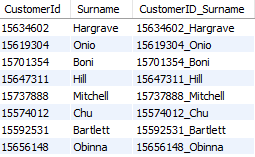 CustomerId Surname CustomerID_Surname
15634602 Hargrave 15634602_Hargrave
15619304 Onio 15619304_Onio
15701354 Boni 15701354_Boni
15647311 Hill 15647311_Hill
15737888 Mitchell 15737888_Mitchell
15574012 Chu 15574012_Chu
15592531 Bartlett 15592531_Bartlett
15656148 Obinna 15656148_Obinna